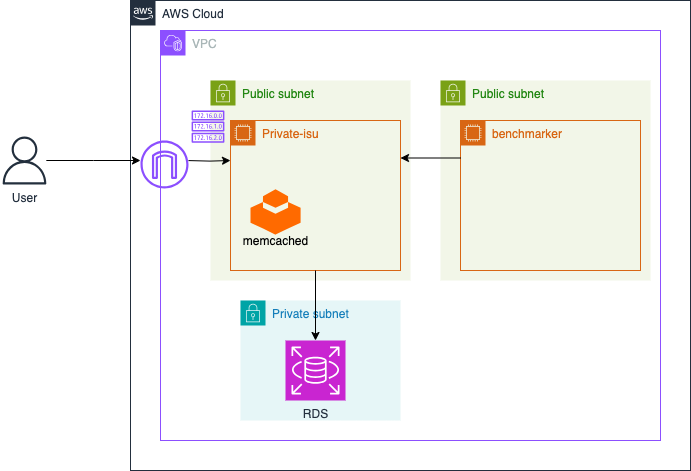 aws
AWS Cloud
VPC
Public subnet
Public subnet
172.16.0.0
172.16.1.0
172.16.2.0
Private-isu
benchmarker
User
memcached
Private subnet
RDS